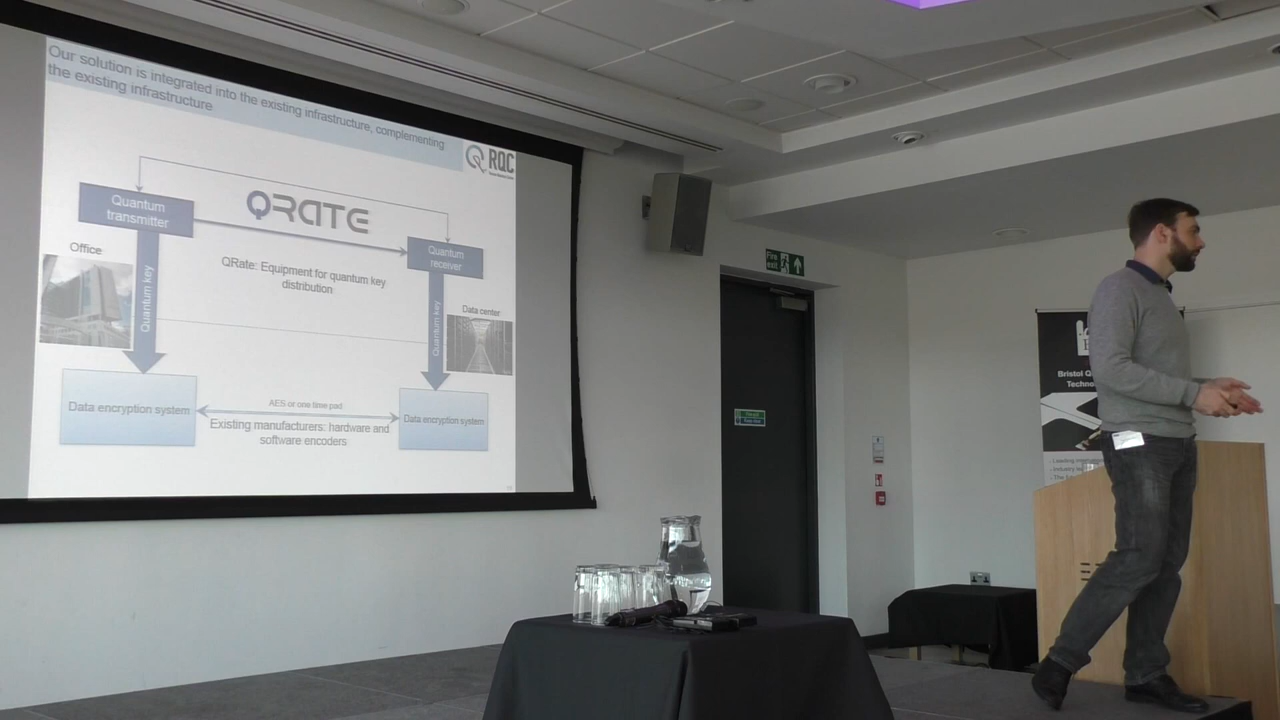 Our solution is integrated into the existing infrastructure, complementing
the existing infrastructure
RQC
Quantum
transmitter
QRATE
Quantum
receiver
Office
Quantum key
QRate: Equipment for quantum key
distribution
Quantum key
Data center
Data encryption system
AES or one time pad
Existing manufacturers: hardware and
software encoders
Data encryption system
Fire
exit
Bristol Q
Techno